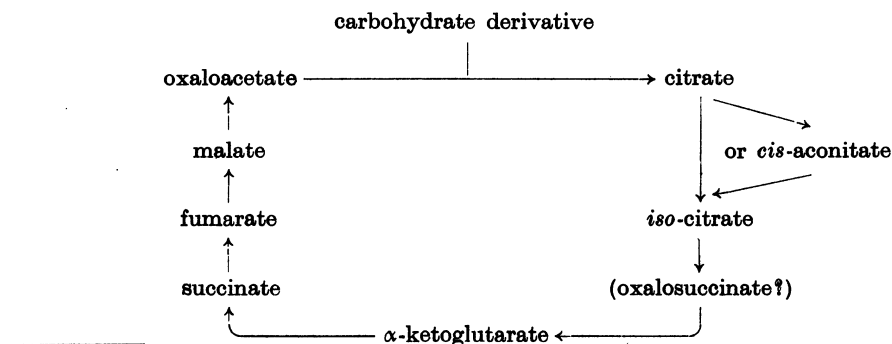 carbohydrate derivative
oxaloacetate citrate
malate or cis-aconitate
fumarate iso-citrate
succinate (oxalosuccinate?)
α-ketoglutarate